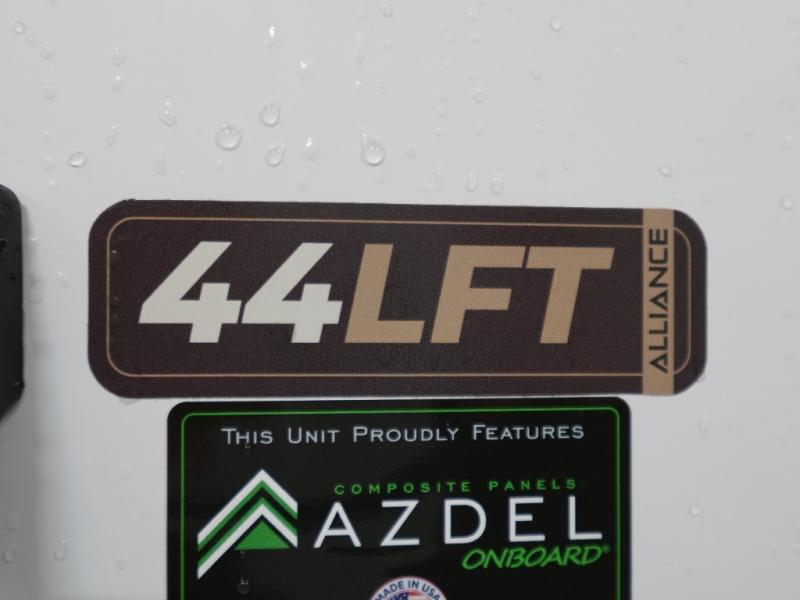 44LFT
ALLIANCE
THIS UNIT PROUDLY FEATURES
COMPOSITE PANELS
AZDEL
ONBOARD®
MADE IN USA